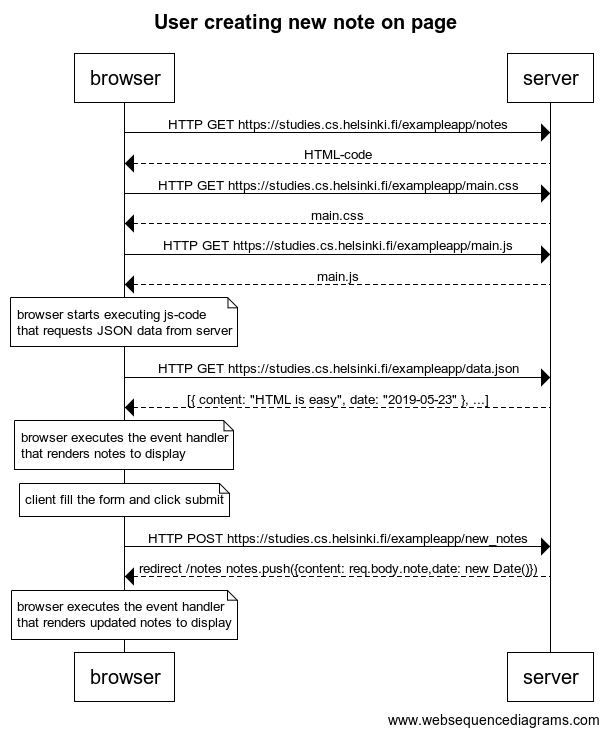 User creating new note on page
browser
server
HTTP GET https://studies.cs.helsinki.fi/exampleapp/notes
HTML-code
HTTP GET https://studies.cs.helsinki.fi/exampleapp/main.css
main.css
HTTP GET https://studies.cs.helsinki.fi/exampleapp/main.js
main.js
browser starts executing js-code
that requests JSON data from server
HTTP GET https://studies.cs.helsinki.fi/exampleapp/data.json
[{ content: "HTML is easy", date: "2019-05-23" }, ...]
browser executes the event handler
that renders notes to display
client fill the form and click submit
HTTP POST https://studies.cs.helsinki.fi/exampleapp/new_notes
redirect /notes notes.push({content: req.body.note,date: new Date()})
browser executes the event handler
that renders updated notes to display
browser
server
www.websequencediagrams.com